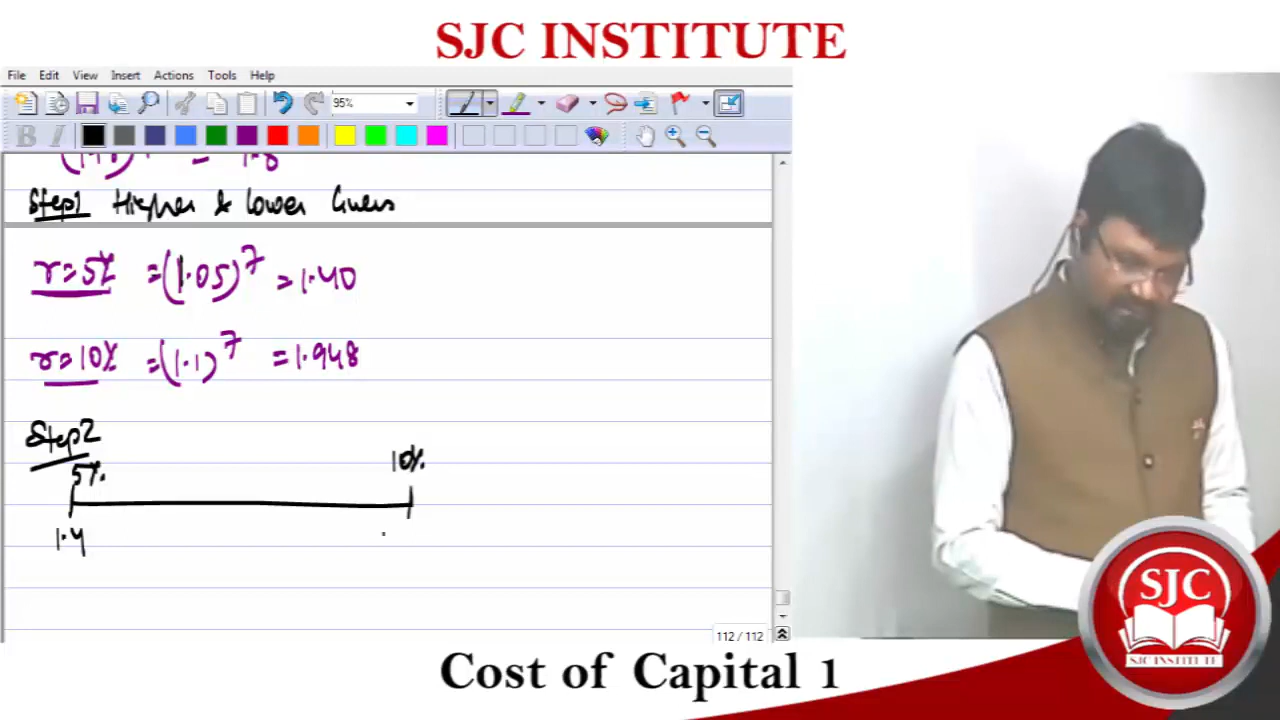 SJC INSTITUTE
File Edit View Insert Actions Tools Help
95%
B I
= 1.8
Step1 Higher & Lower Guess
r=5% =(1.05)^7 =1.40
r=10% =(1.1)^7 =1.948
Step2
5% 10%
1.4
112 / 112
SJC
SJC INSTITUTE
Cost of Capital 1